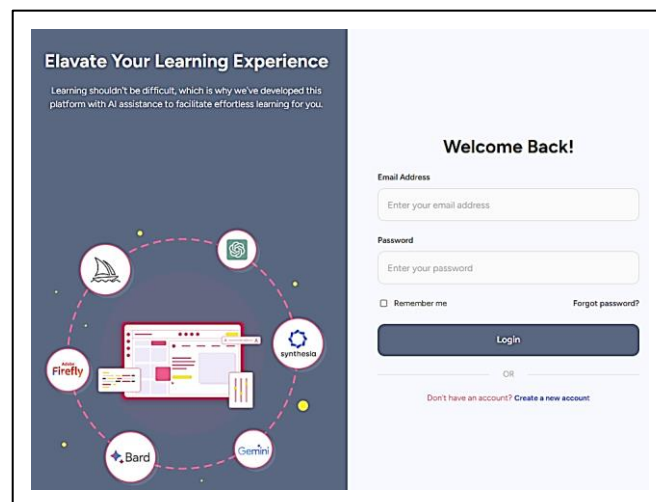 Elavate Your Learning Experience
Learning shouldn't be difficult, which is why we've developed this
platform with AI assistance to facilitate effortless learning for you.
synthesia
Adobe
Firefly
Bard
Gemini
Welcome Back!
Email Address
Enter your email address
Password
Enter your password
Remember me
Forgot password?
Login
OR
Don't have an account? Create a new account